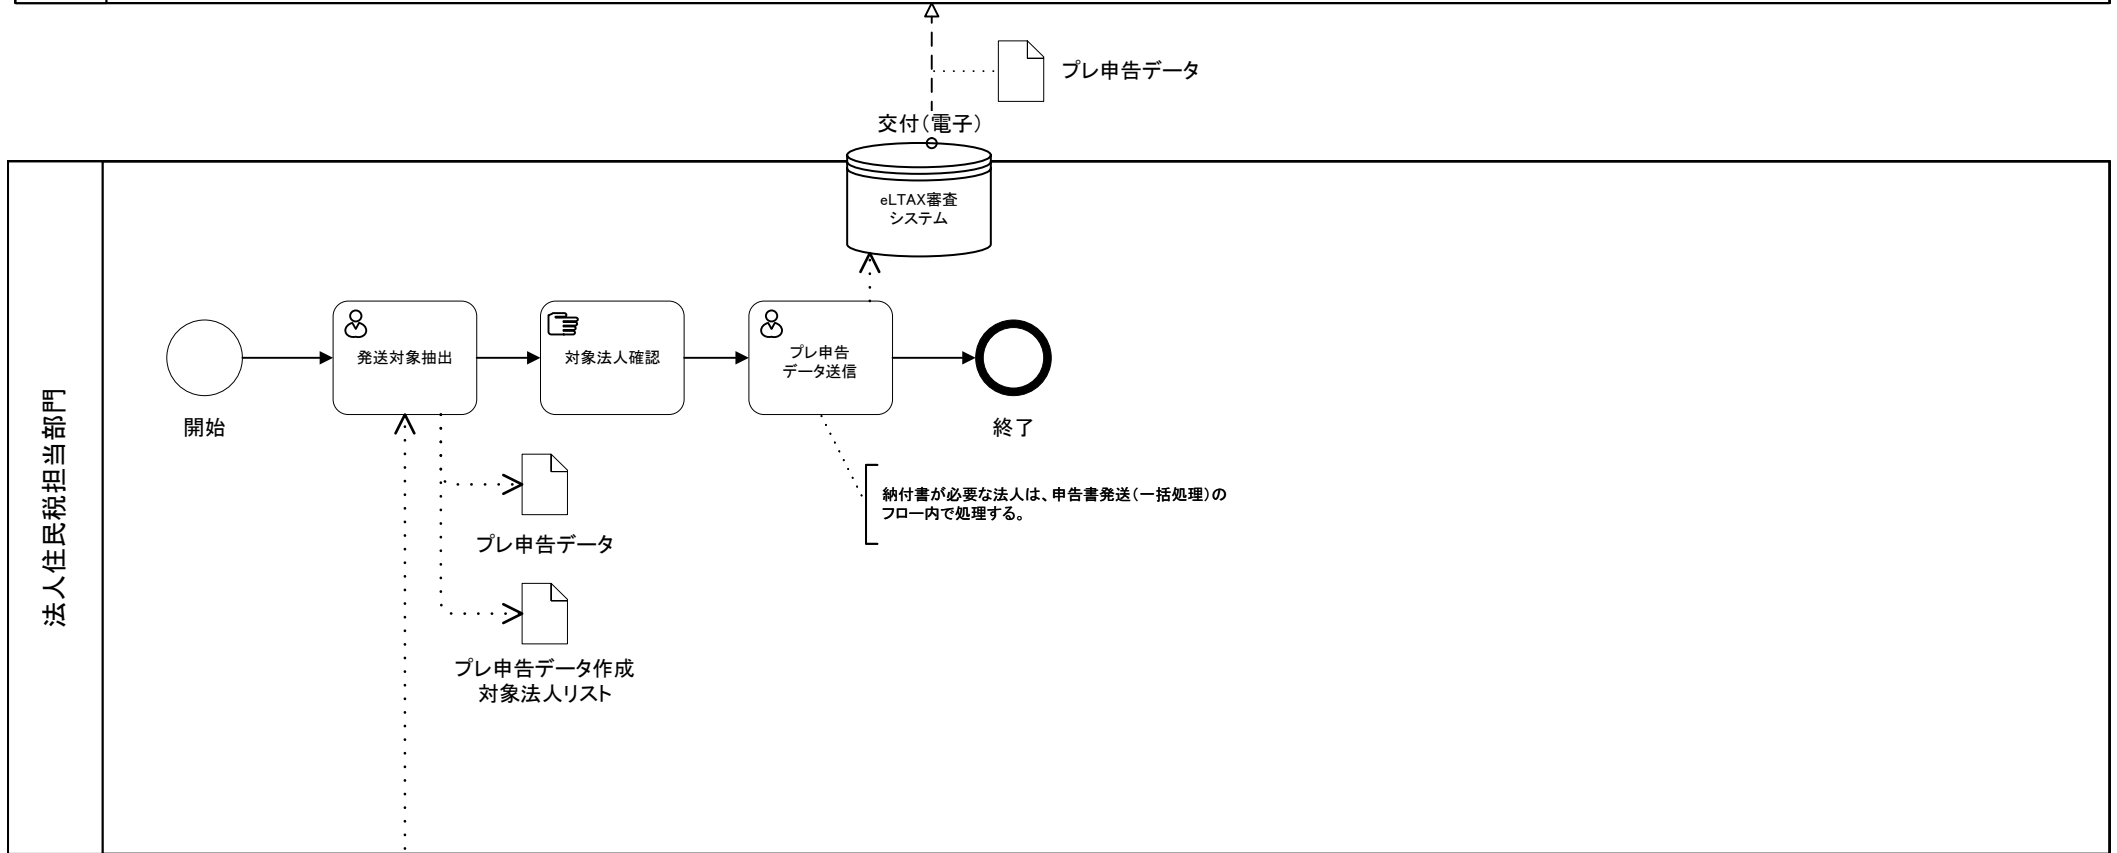 プレ申告データ
交付（電子）
eLTAX審査
システム
発送対象抽出
対象法人確認
プレ申告
データ送信
開始
終了
法人住民税担当部門
納付書が必要な法人は、申告書発送（一括処理）の
フロー内で処理する。
プレ申告データ
プレ申告データ作成
対象法人リスト